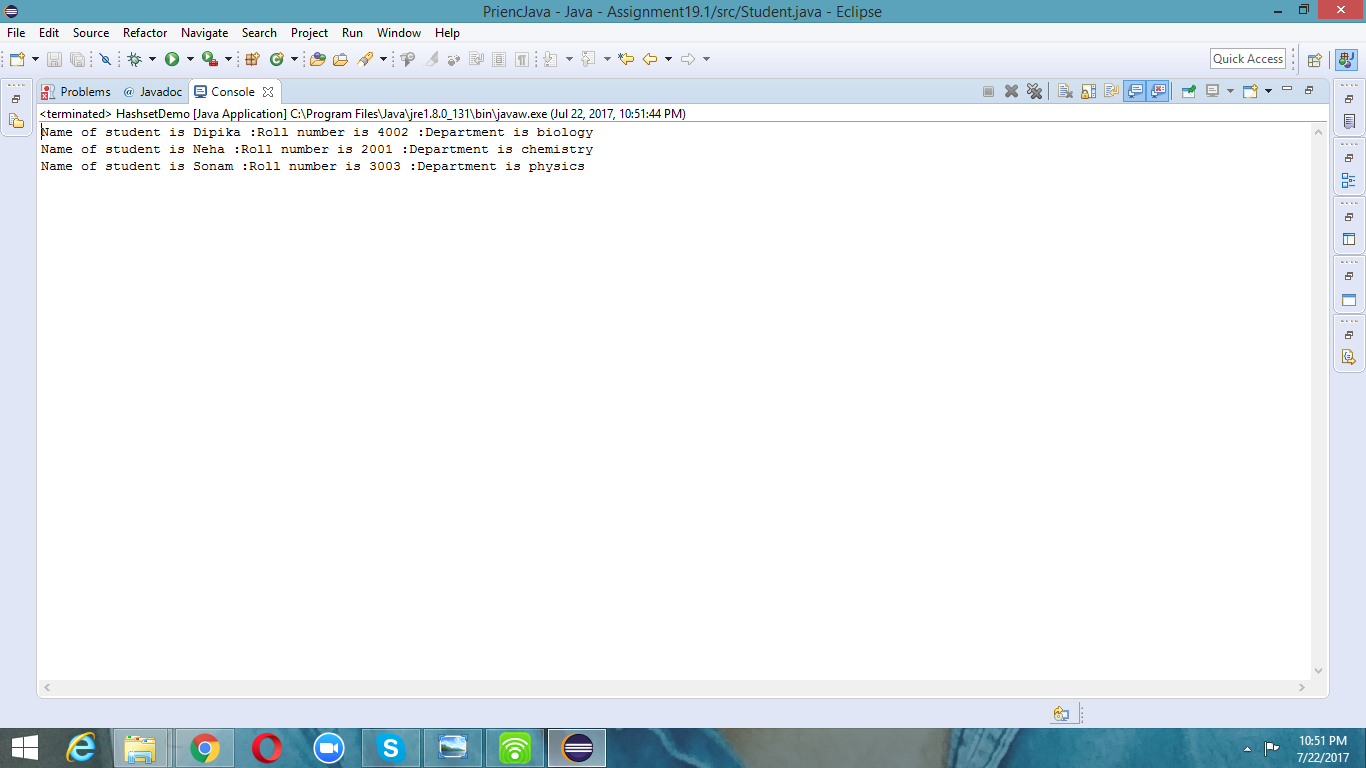 PriencJava - Java - Assignment19.1/src/Student.java - Eclipse
File Edit Source Refactor Navigate Search Project Run Window Help
Quick Access
Problems @ Javadoc Console
<terminated> HashsetDemo [Java Application] C:\Program Files\Java\jre1.8.0_131\bin\javaw.exe (Jul 22, 2017, 10:51:44 PM)
Name of student is Dipika :Roll number is 4002 :Department is biology
Name of student is Neha :Roll number is 2001 :Department is chemistry
Name of student is Sonam :Roll number is 3003 :Department is physics
10:51 PM
7/22/2017